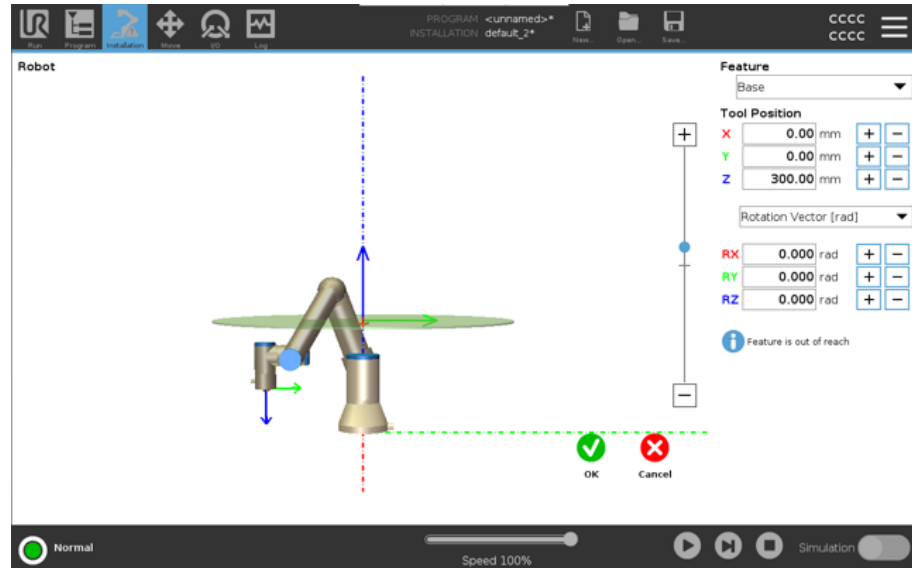 UR
PROGRAM <unnamed>*
INSTALLATION default_2*
cccc
cccc
Run Program Installation Move I/O Log New... Open... Save...
Robot
Feature
Base
Tool Position
X 0.00 mm + −
Y 0.00 mm + −
Z 300.00 mm + −
Rotation Vector [rad]
RX 0.000 rad + −
RY 0.000 rad + −
RZ 0.000 rad + −
i Feature is out of reach
+
−
OK Cancel
Normal
Speed 100%
Simulation